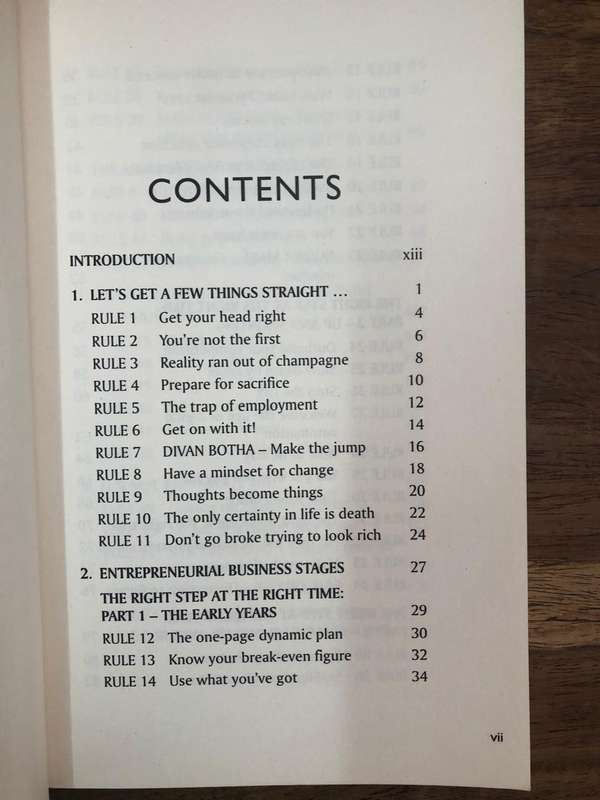 CONTENTS
INTRODUCTION xiii
1. LET'S GET A FEW THINGS STRAIGHT … 1
RULE 1 Get your head right 4
RULE 2 You're not the first 6
RULE 3 Reality ran out of champagne 8
RULE 4 Prepare for sacrifice 10
RULE 5 The trap of employment 12
RULE 6 Get on with it! 14
RULE 7 DIVAN BOTHA – Make the jump 16
RULE 8 Have a mindset for change 18
RULE 9 Thoughts become things 20
RULE 10 The only certainty in life is death 22
RULE 11 Don't go broke trying to look rich 24
2. ENTREPRENEURIAL BUSINESS STAGES 27
THE RIGHT STEP AT THE RIGHT TIME:
PART 1 – THE EARLY YEARS 29
RULE 12 The one-page dynamic plan 30
RULE 13 Know your break-even figure 32
RULE 14 Use what you've got 34
vii